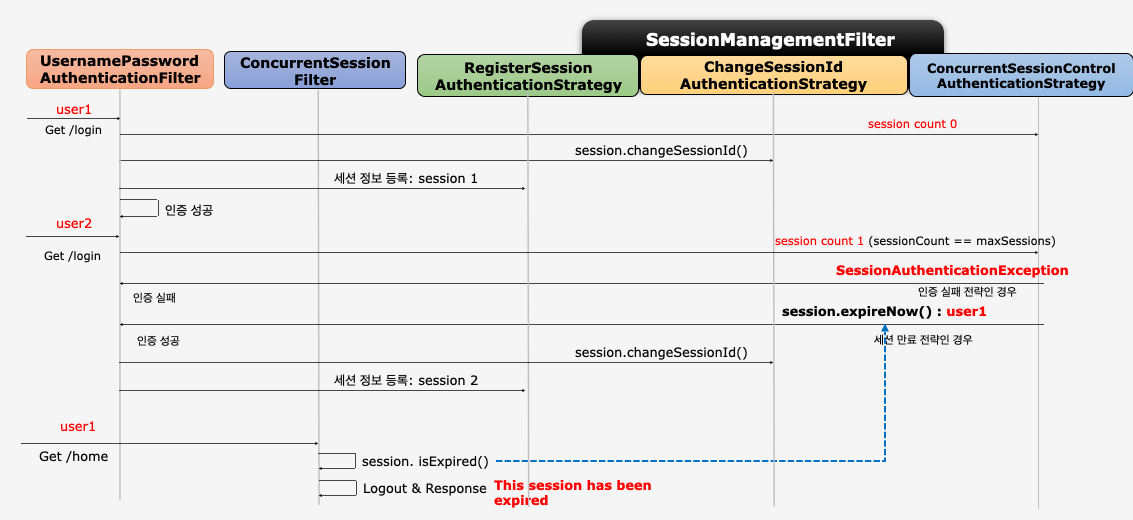 SessionManagementFilter
UsernamePassword
AuthenticationFilter
ConcurrentSession
Filter
RegisterSession
AuthenticationStrategy
ChangeSessionId
AuthenticationStrategy
ConcurrentSessionControl
AuthenticationStrategy
user1
Get /login
session count 0
session.changeSessionId()
세션 정보 등록: session 1
인증 성공
user2
Get /login
session count 1 (sessionCount == maxSessions)
SessionAuthenticationException
인증 실패
인증 실패 전략인 경우
session.expireNow() : user1
인증 성공
세션 만료 전략인 경우
session.changeSessionId()
세션 정보 등록: session 2
user1
Get /home
session. isExpired()
Logout & Response
This session has been
expired